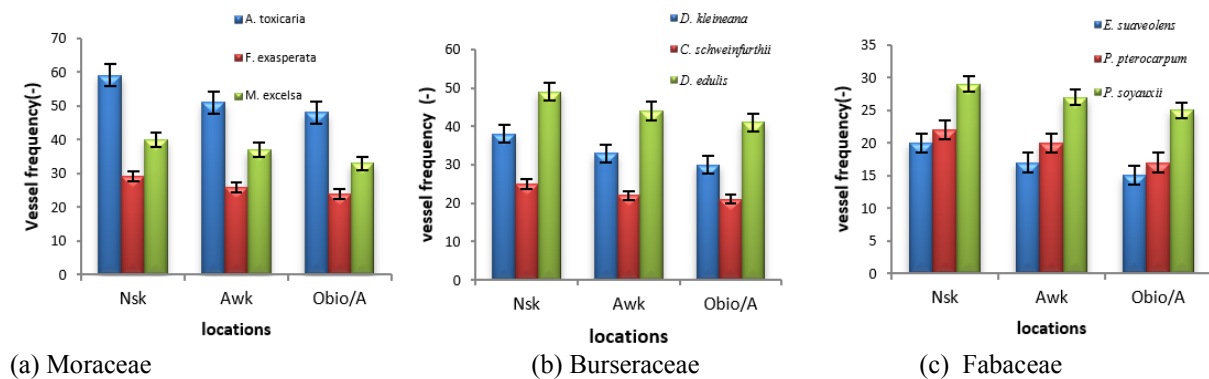 A. toxicaria
F. exasperata
M. excelsa
Vessel frequency(-)
70
60
50
40
30
20
10
0
Nsk Awk Obio/A
locations
(a) Moraceae
D. kleineana
C. schweinfurthii
D. edulis
vessel frequency (-)
60
50
40
30
20
10
0
Nsk Awk Obio/A
locations
(b) Burseraceae
E. suaveolens
P. pterocarpum
P. soyauxii
vessel frequency(-)
35
30
25
20
15
10
5
0
Nsk Awk Obio/A
locations
(c) Fabaceae